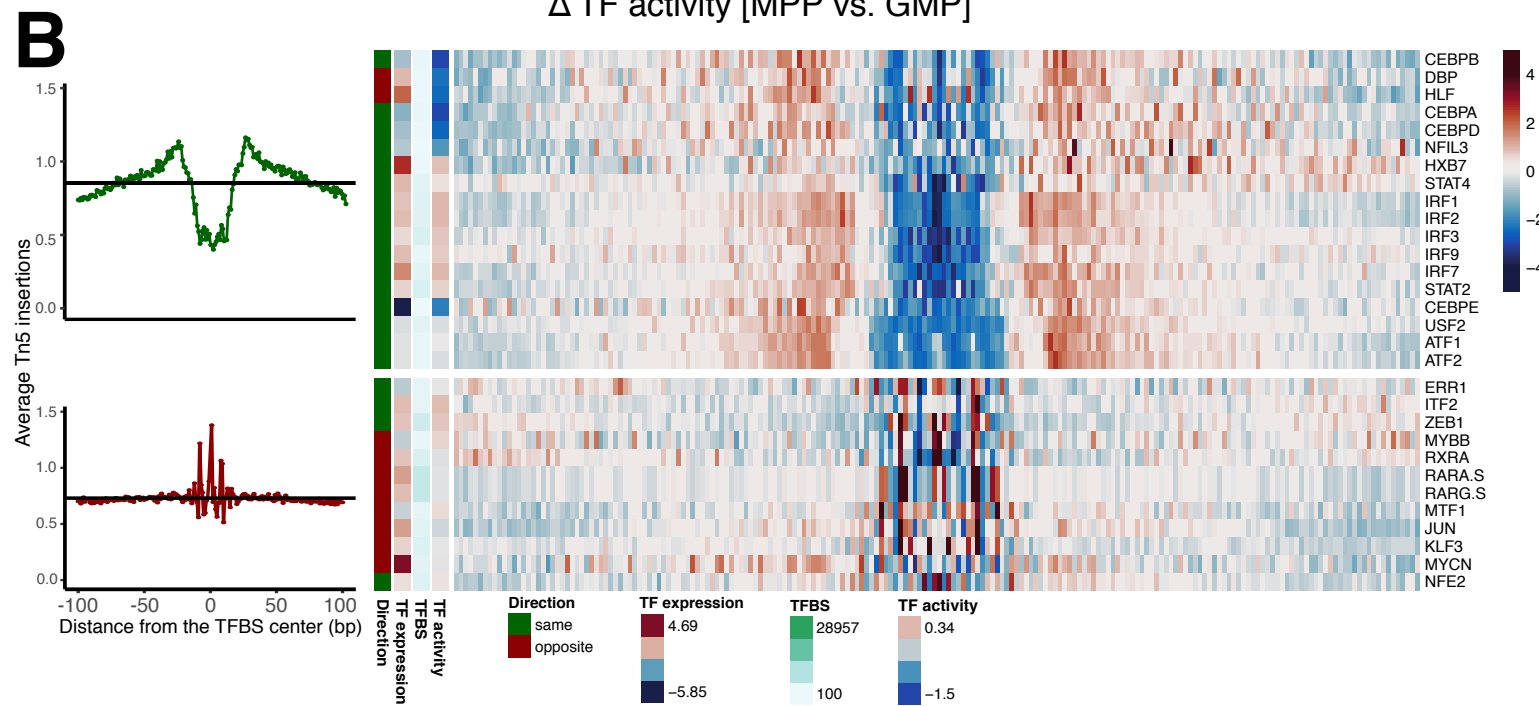 B
Δ TF activity [MPP vs. GMP]
Average Tn5 insertions
1.5
1.0
0.5
0.0
1.5
1.0
0.5
0.0
-100 -50 0 50 100
Distance from the TFBS center (bp)
CEBPB
DBP
HLF
CEBPA
CEBPD
NFIL3
HXB7
STAT4
IRF1
IRF2
IRF3
IRF9
IRF7
STAT2
CEBPE
USF2
ATF1
ATF2
ERR1
ITF2
ZEB1
MYBB
RXRA
RARA.S
RARG.S
MTF1
JUN
KLF3
MYCN
NFE2
4
2
0
−2
−4
Direction
TF expression
TFBS
TF activity
Direction
same
opposite
TF expression
4.69
−5.85
TFBS
28957
100
TF activity
0.34
−1.5